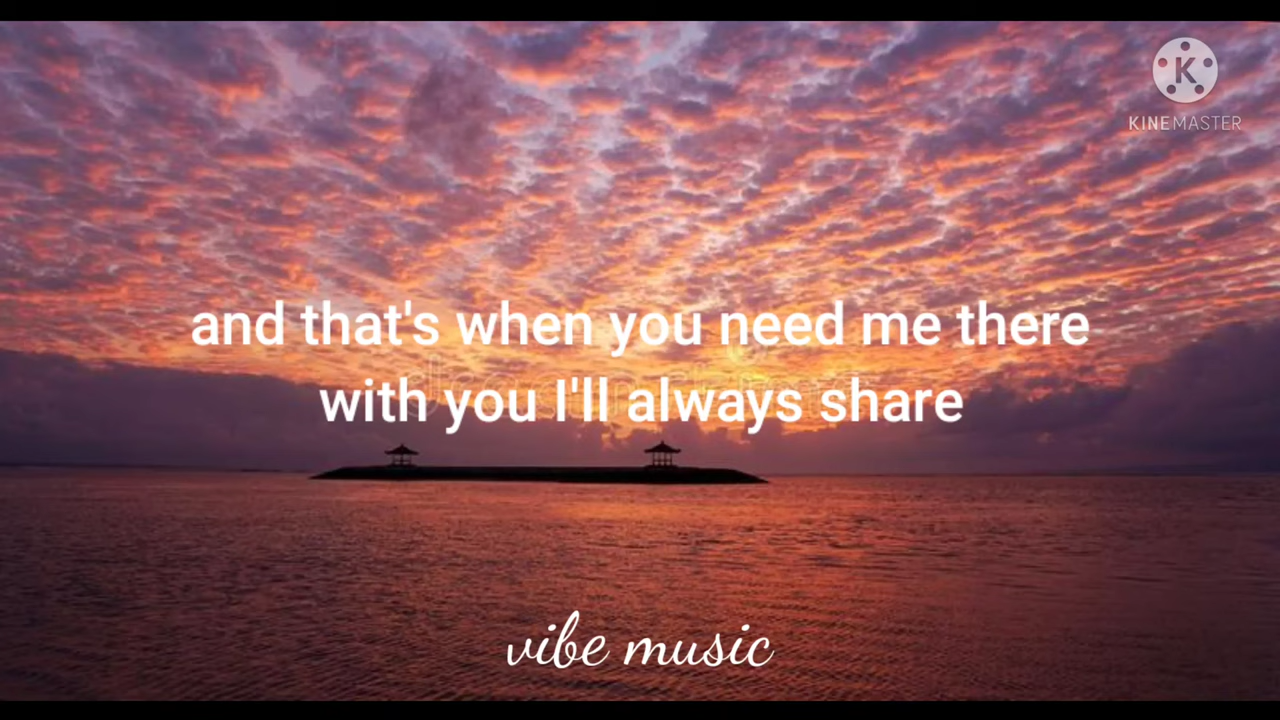 K
KINEMASTER
and that's when you need me there
with you I'll always share
vibe music